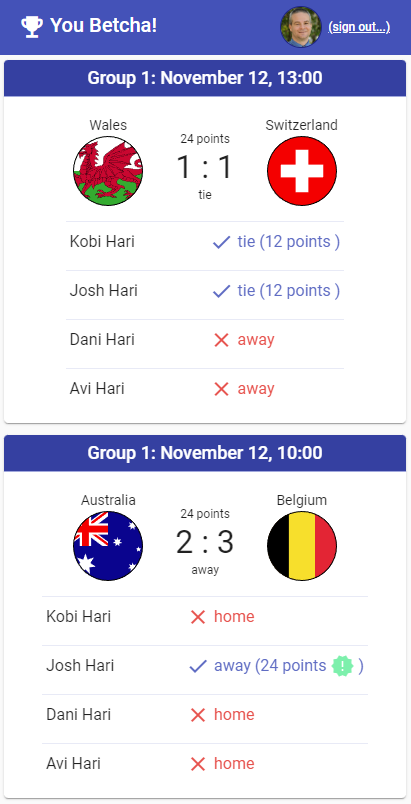 You Betcha!
(sign out...)
Group 1: November 12, 13:00
Wales
24 points
Switzerland
1 : 1
tie
Kobi Hari tie (12 points )
Josh Hari tie (12 points )
Dani Hari away
Avi Hari away
Group 1: November 12, 10:00
Australia
24 points
Belgium
2 : 3
away
Kobi Hari home
Josh Hari away (24 points ! )
Dani Hari home
Avi Hari home